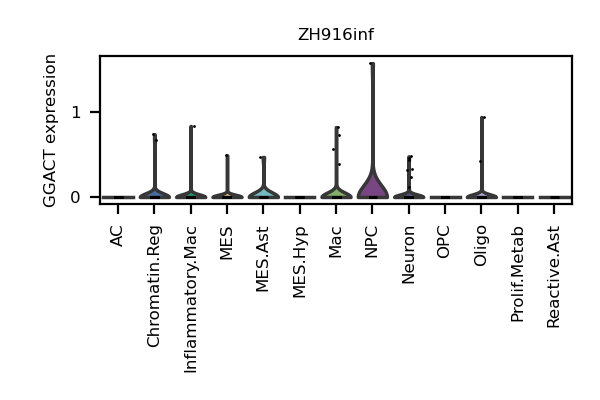 ZH916inf
GGACT expression
1
0
AC
Chromatin.Reg
Inflammatory.Mac
MES
MES.Ast
MES.Hyp
Mac
NPC
Neuron
OPC
Oligo
Prolif.Metab
Reactive.Ast